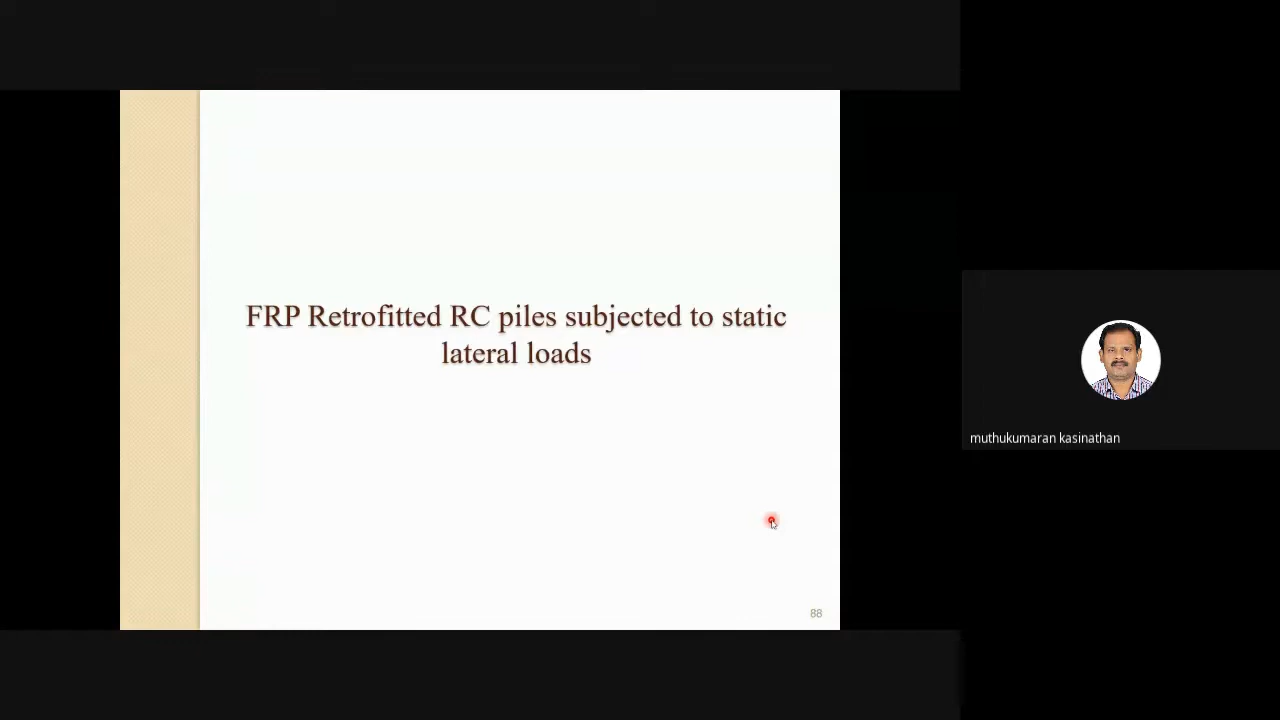 FRP Retrofitted RC piles subjected to static
lateral loads
88
muthukumaran kasinathan